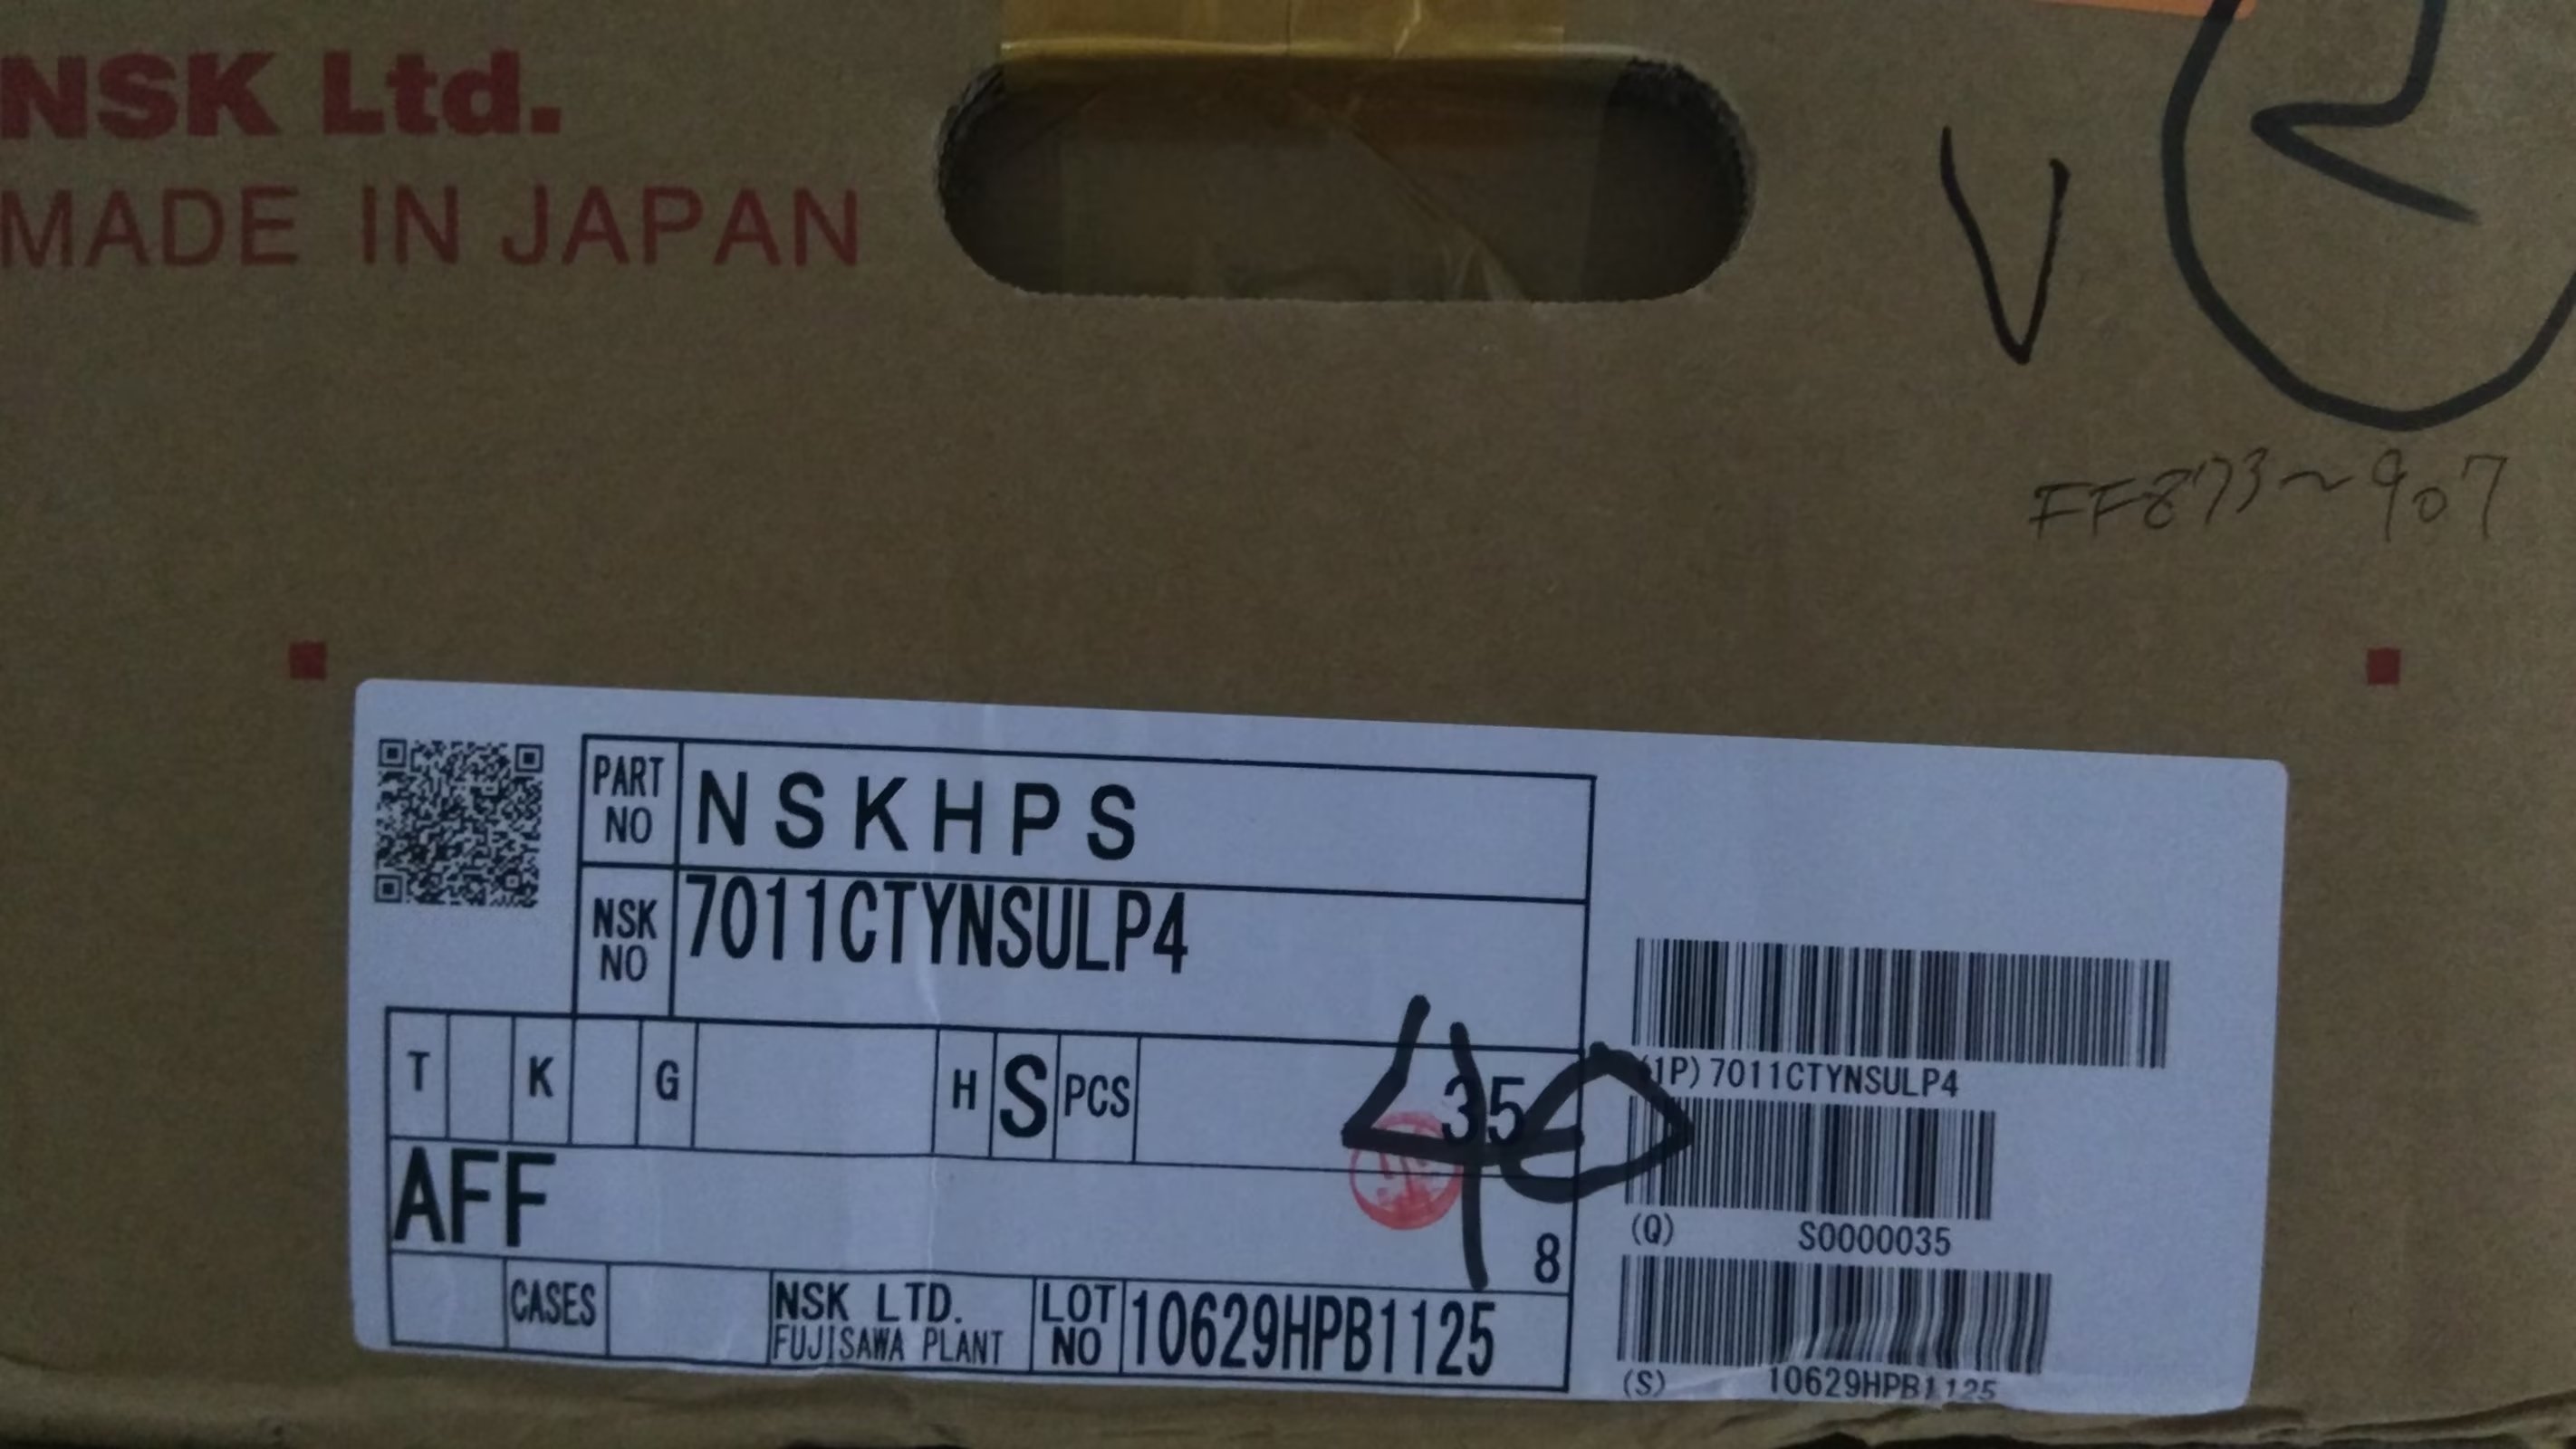 NSK Ltd.
MADE IN JAPAN
V
2
FF873~907
PART NO
NSKHPS
NSK NO
7011CTYNSULP4
T K G H S PCS 35
40
AFF
8
CASES
NSK LTD.
FUJISAWA PLANT
LOT NO
10629HPB1125
(1P) 7011CTYNSULP4
(Q) S0000035
(S) 10629HPB1125